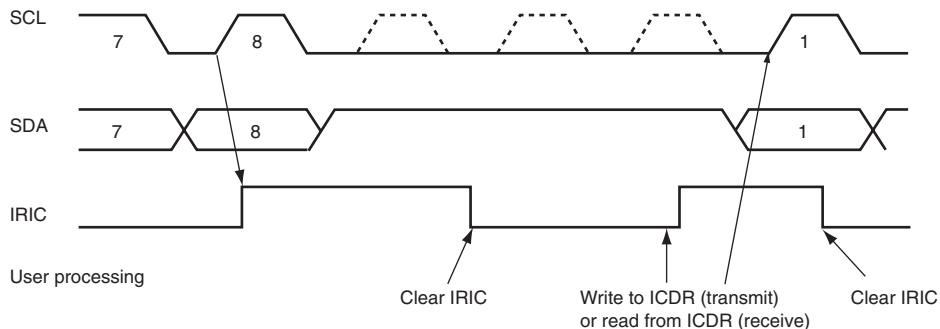 SCL
7
8
1
SDA
7
8
1
IRIC
User processing
Clear IRIC
Write to ICDR (transmit)
or read from ICDR (receive)
Clear IRIC